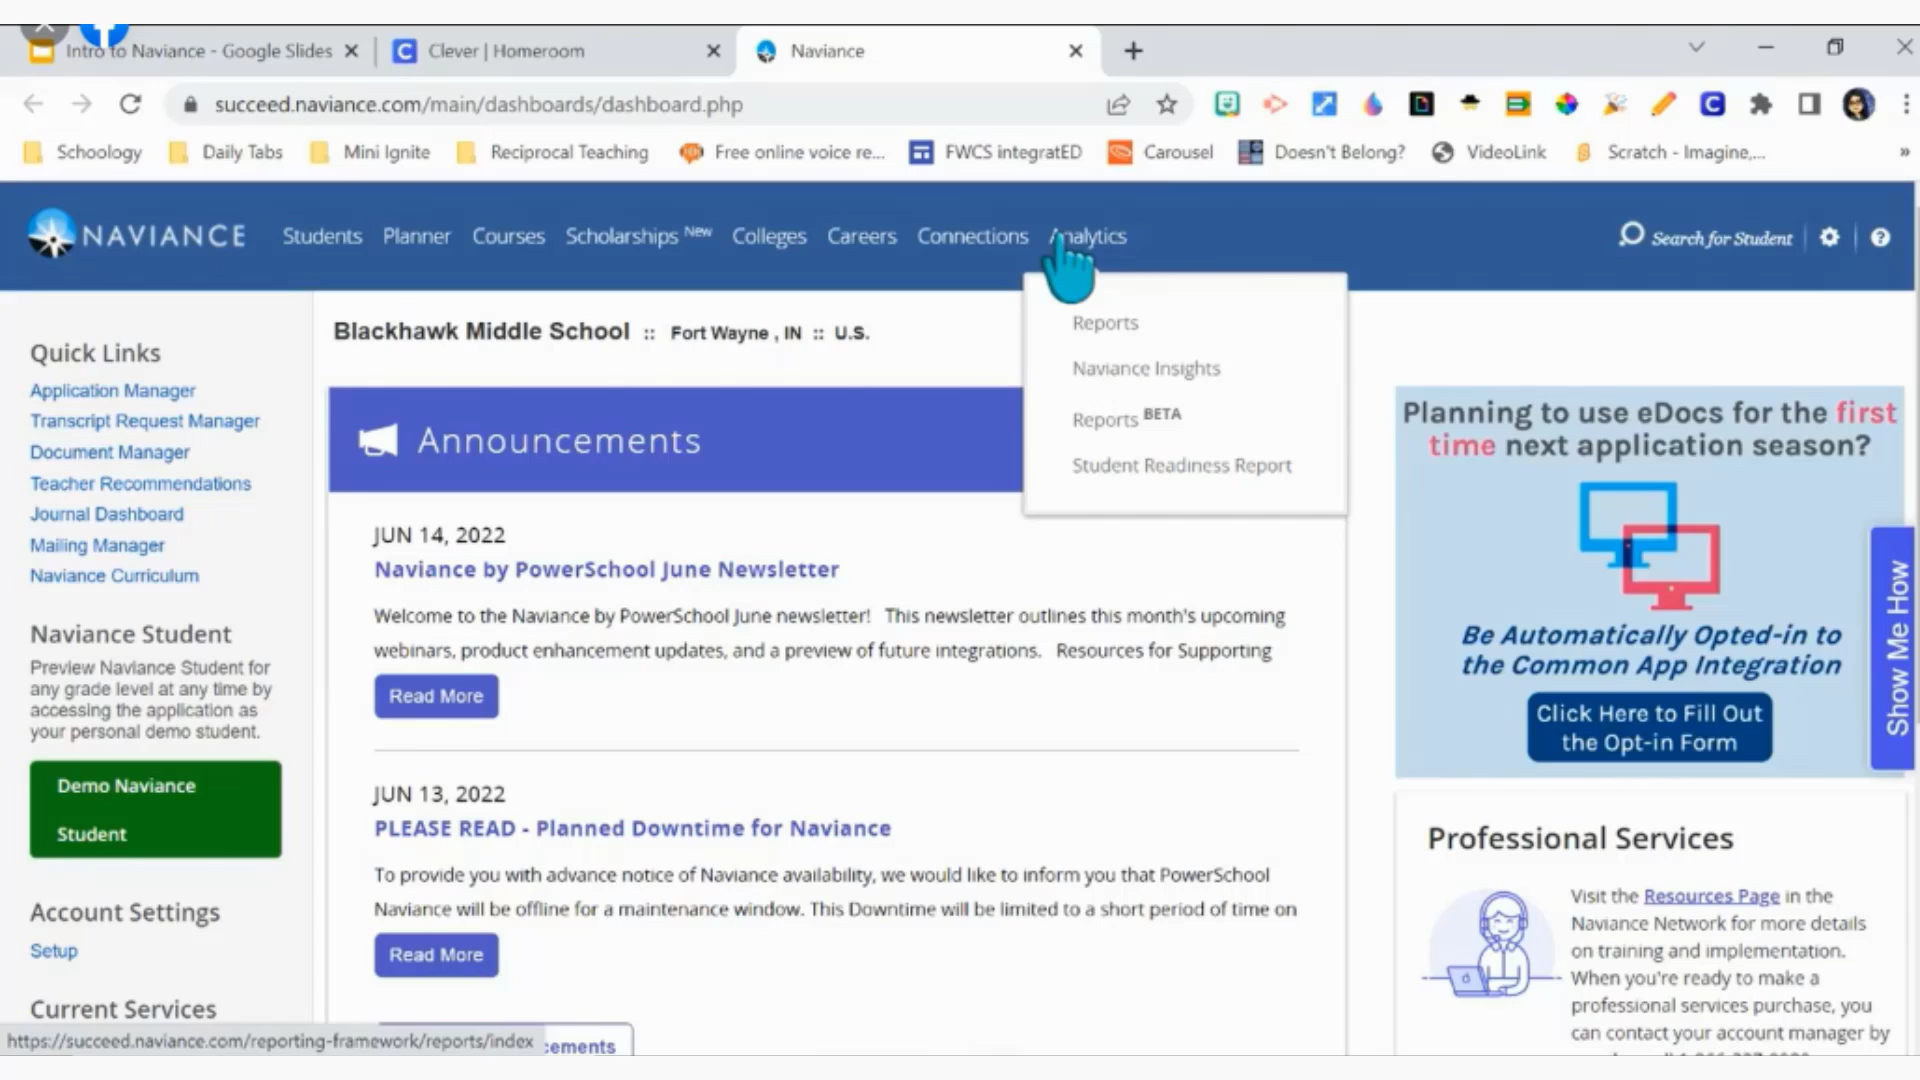 Intro to Naviance - Google Slides
Clever | Homeroom
Naviance
succeed.naviance.com/main/dashboards/dashboard.php
Schoology
Daily Tabs
Mini Ignite
Reciprocal Teaching
Free online voice re...
FWCS integratED
Carousel
Doesn't Belong?
VideoLink
Scratch - Imagine,...
»
NAVIANCE
Students
Planner
Courses
Scholarships New
Colleges
Careers
Connections
Analytics
Search for Student
Reports
Naviance Insights
Reports BETA
Student Readiness Report
Quick Links
Application Manager
Transcript Request Manager
Document Manager
Teacher Recommendations
Journal Dashboard
Mailing Manager
Naviance Curriculum
Naviance Student
Preview Naviance Student for
any grade level at any time by
accessing the application as
your personal demo student.
Demo Naviance
Student
Account Settings
Setup
Current Services
https://succeed.naviance.com/reporting-framework/reports/index
Blackhawk Middle School :: Fort Wayne , IN :: U.S.
Announcements
JUN 14, 2022
Naviance by PowerSchool June Newsletter
Welcome to the Naviance by PowerSchool June newsletter! This newsletter outlines this month's upcoming
webinars, product enhancement updates, and a preview of future integrations. Resources for Supporting
Read More
JUN 13, 2022
PLEASE READ - Planned Downtime for Naviance
To provide you with advance notice of Naviance availability, we would like to inform you that PowerSchool
Naviance will be offline for a maintenance window. This Downtime will be limited to a short period of time on
Read More
cements
Planning to use eDocs for the first
time next application season?
Be Automatically Opted-in to
the Common App Integration
Click Here to Fill Out
the Opt-in Form
Show Me How
Professional Services
Visit the Resources Page in the
Naviance Network for more details
on training and implementation.
When you're ready to make a
professional services purchase, you
can contact your account manager by